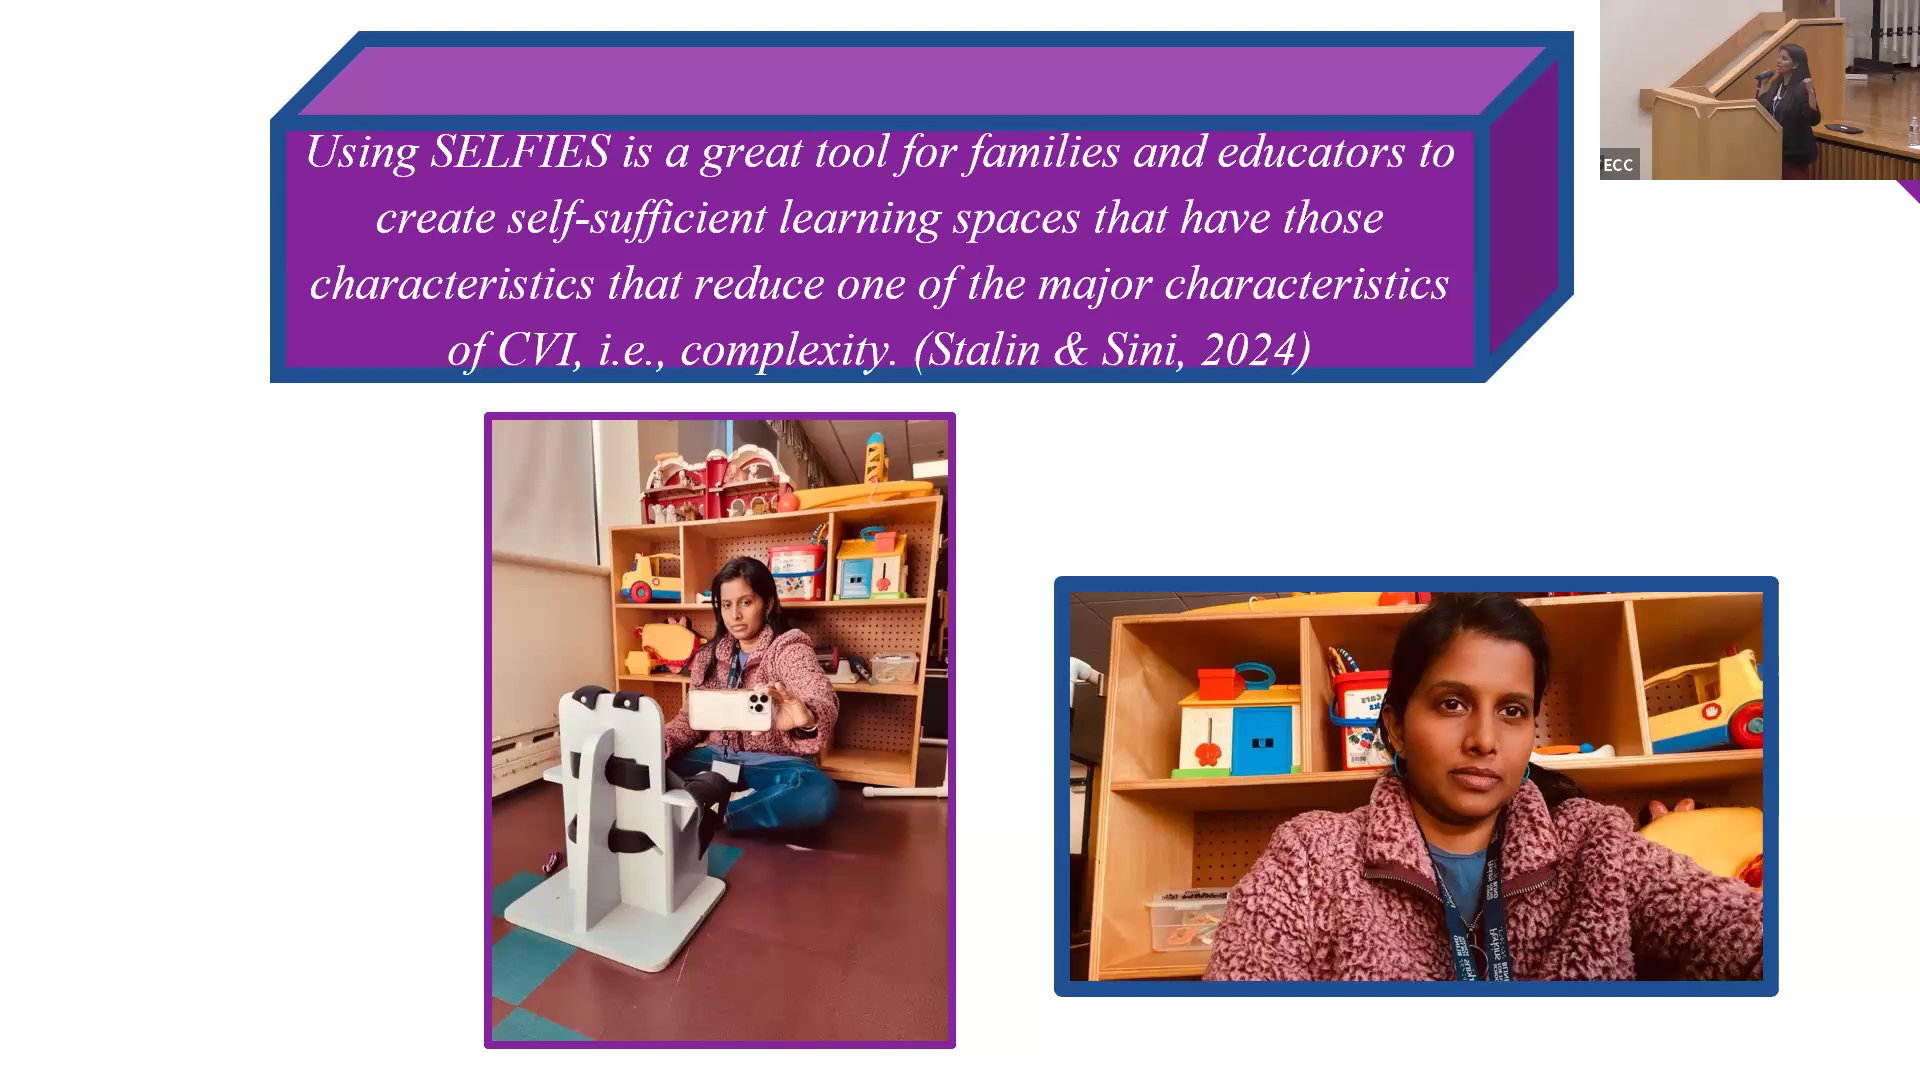 Using SELFIES is a great tool for families and educators to
create self-sufficient learning spaces that have those
characteristics that reduce one of the major characteristics
of CVI, i.e., complexity. (Stalin & Sini, 2024)
ECC